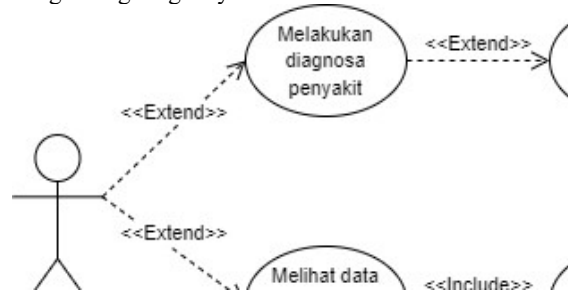 Melakukan
diagnosa
penyakit
<<Extend>>
<<Extend>>
<<Extend>>
Melihat data
<<Include>>